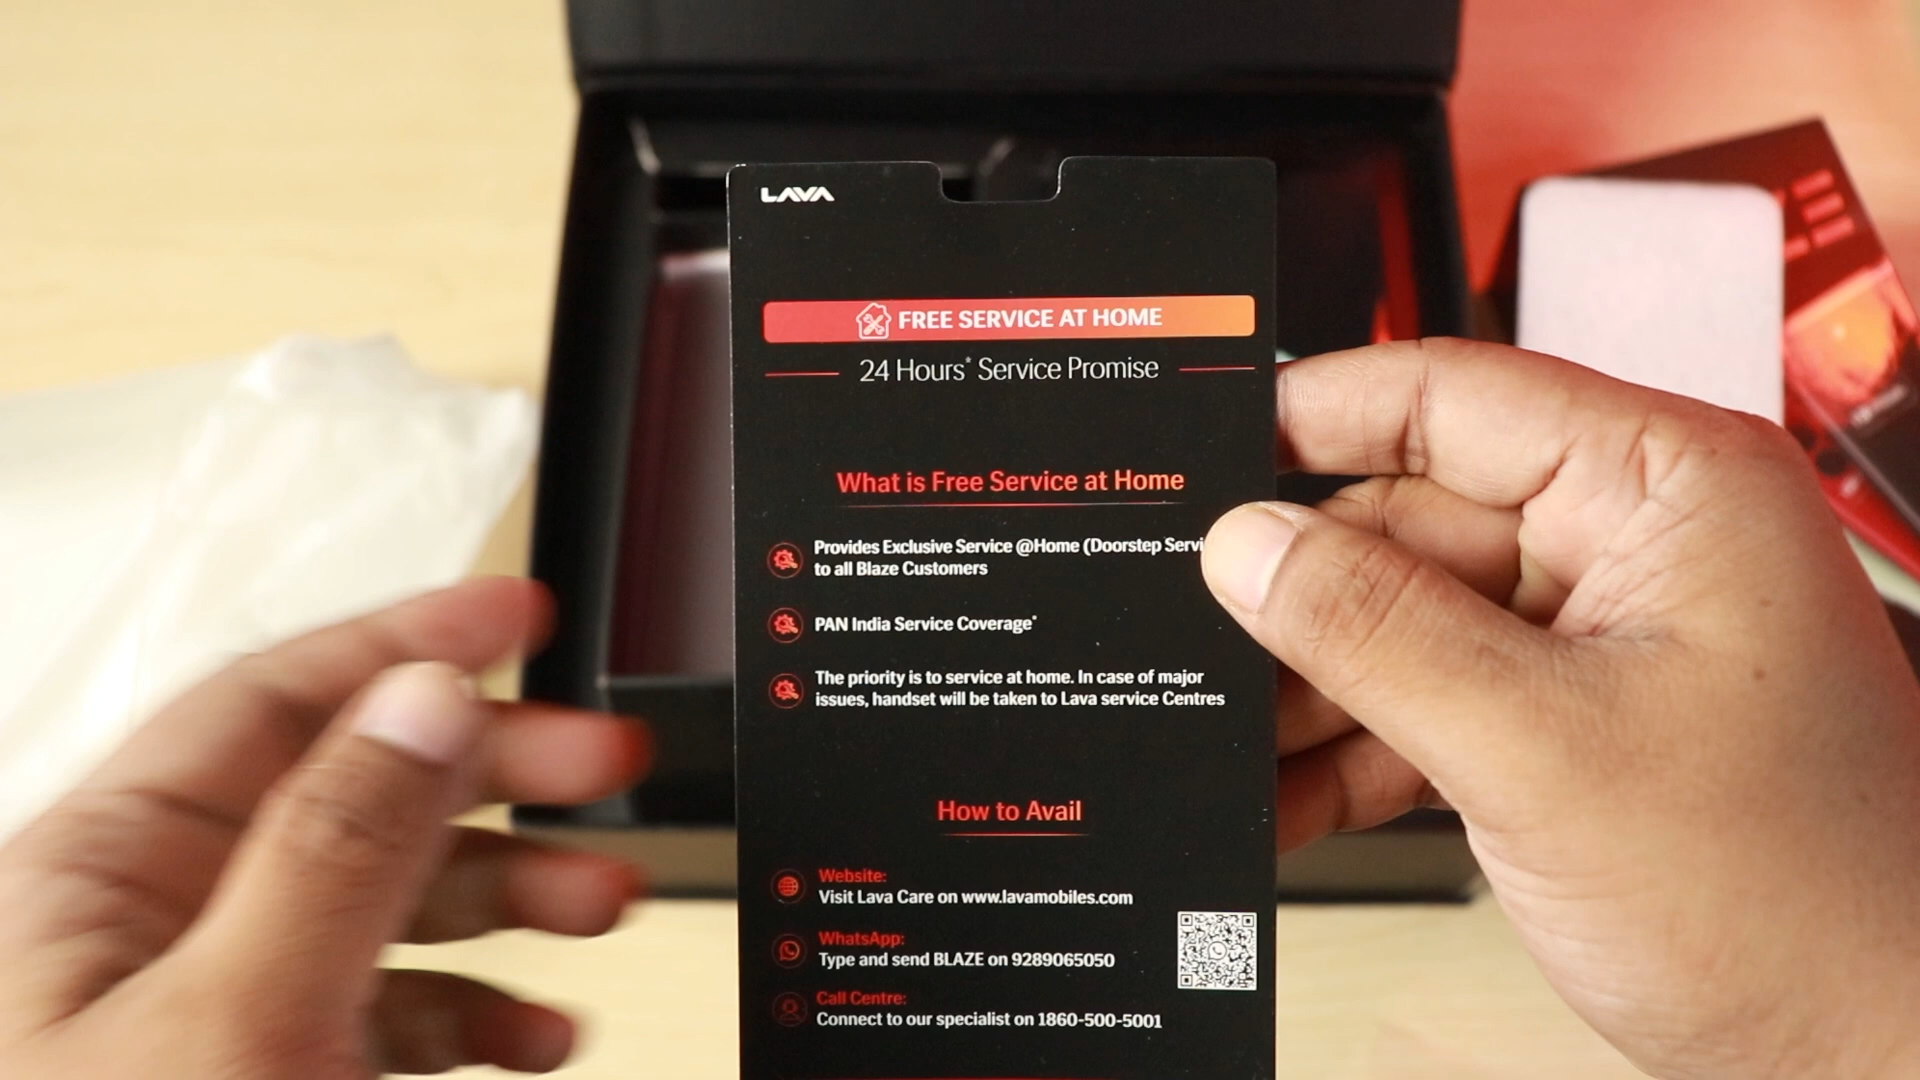 LAVA
FREE SERVICE AT HOME
24 Hours* Service Promise
What is Free Service at Home
Provides Exclusive Service @Home (Doorstep
to all Blaze Customers
PAN India Service Coverage*
The priority is to service at home. In case of major
issues, handset will be taken to Lava service Centres
How to Avail
Website:
Visit Lava Care on www.lavamobiles.com
WhatsApp:
Type and send BLAZE on 9289065050
Call Centre:
Connect to our specialist on 1860-500-5001